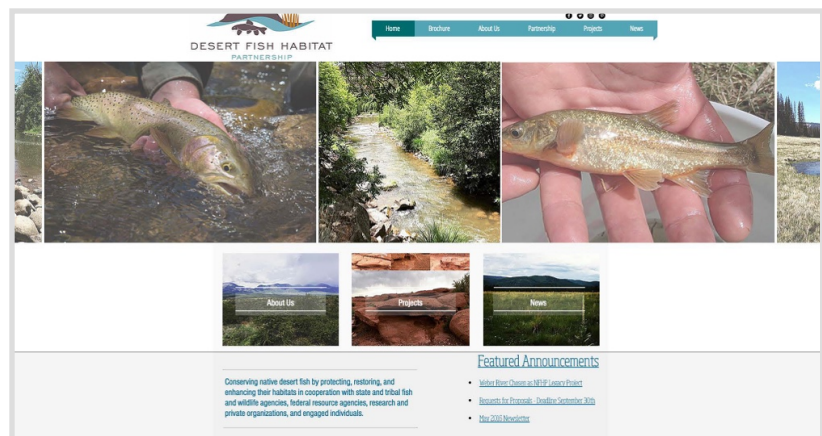 DESERT FISH HABITAT
PARTNERSHIP
Home
Brochure
About Us
Partnership
Projects
News
About Us
Projects
News
Conserving native desert fish by protecting, restoring, and
enhancing their habitats in cooperation with state and tribal fish
and wildlife agencies, federal resource agencies, research and
private organizations, and engaged individuals.
Featured Announcements
Weber River Chosen as NFHP Legacy Project
Requests for Proposals - Deadline September 30th
May 2016 Newsletter